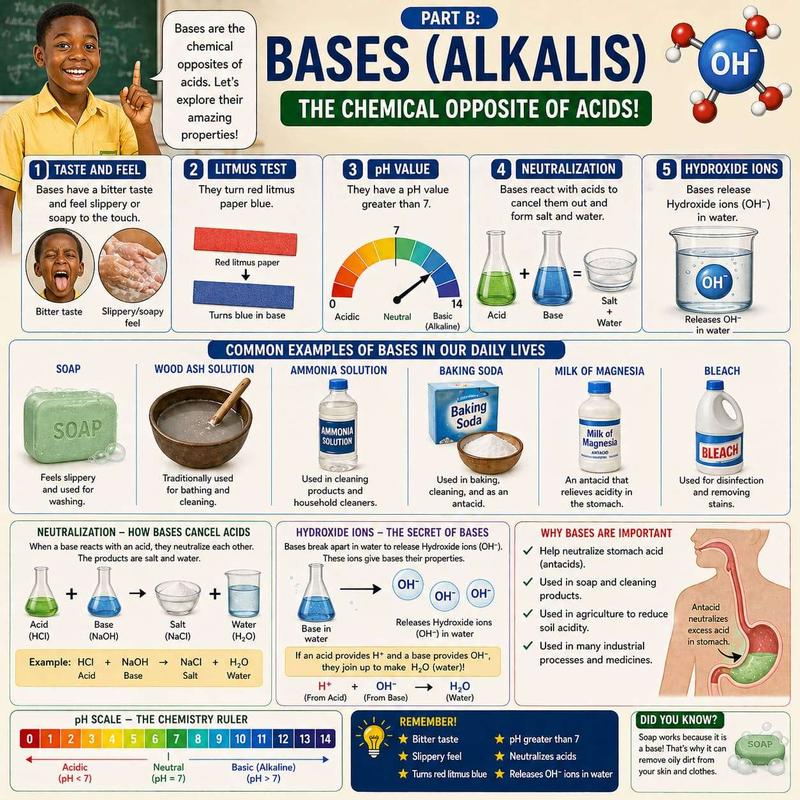 Bases are the
chemical
opposites of
acids. Let's
explore their
amazing
properties!
PART B:
BASES (ALKALIS)
THE CHEMICAL OPPOSITE OF ACIDS!
OH⁻
1 TASTE AND FEEL
Bases have a bitter taste
and feel slippery or
soapy to the touch.
Bitter taste
Slippery/soapy
feel
2 LITMUS TEST
They turn red litmus
paper blue.
Red litmus paper
Turns blue in base
3 pH VALUE
They have a pH value
greater than 7.
7
0
14
Acidic
Neutral
Basic
(Alkaline)
4 NEUTRALIZATION
Bases react with acids to
cancel them out and
form salt and water.
+ =
Acid
Base
Salt
+
Water
5 HYDROXIDE IONS
Bases release
Hydroxide ions (OH⁻)
in water.
OH⁻
Releases OH⁻
in water
COMMON EXAMPLES OF BASES IN OUR DAILY LIVES
SOAP
SOAP
Feels slippery
and used for
washing.
WOOD ASH SOLUTION
Traditionally used
for bathing and
cleaning.
AMMONIA SOLUTION
AMMONIA
SOLUTION
Used in cleaning
products and
household cleaners.
BAKING SODA
Baking
Soda
Used in baking,
cleaning, and as an
antacid.
MILK OF MAGNESIA
Milk of
Magnesia
ANTACID
An antacid that
relieves acidity in
the stomach.
BLEACH
BLEACH
Used for disinfection
and removing
stains.
NEUTRALIZATION – HOW BASES CANCEL ACIDS
When a base reacts with an acid, they neutralize each other.
The products are salt and water.
+ → +
Acid
(HCl)
Base
(NaOH)
Salt
(NaCl)
Water
(H₂O)
Example: HCl + NaOH → NaCl + H₂O
Acid Base Salt Water
HYDROXIDE IONS – THE SECRET OF BASES
Bases break apart in water to release Hydroxide ions (OH⁻).
These ions give bases their properties.
OH⁻ OH⁻ OH⁻
Base in
water
Releases Hydroxide ions
(OH⁻) in water
If an acid provides H⁺ and a base provides OH⁻,
they join up to make H₂O (water)!
H⁺ + OH⁻ → H₂O
(From Acid) (From Base) (Water)
WHY BASES ARE IMPORTANT
✓ Help neutralize stomach acid
(antacids).
✓ Used in soap and cleaning
products.
✓ Used in agriculture to reduce
soil acidity.
✓ Used in many industrial
processes and medicines.
Antacid
neutralizes
excess acid
in stomach.
pH SCALE – THE CHEMISTRY RULER
0 1 2 3 4 5 6 7 8 9 10 11 12 13 14
Acidic
(pH < 7)
Neutral
(pH = 7)
Basic (Alkaline)
(pH > 7)
REMEMBER!
★ Bitter taste
★ Slippery feel
★ Turns red litmus blue
★ pH greater than 7
★ Neutralizes acids
★ Releases OH⁻ ions in water
DID YOU KNOW?
Soap works because it is
a base! That's why it can
remove oily dirt from
your skin and clothes.
SOAP